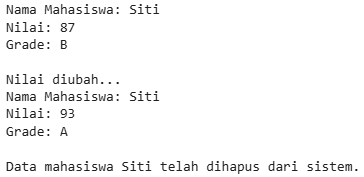 Nama Mahasiswa: Siti
Nilai: 87
Grade: B

Nilai diubah...
Nama Mahasiswa: Siti
Nilai: 93
Grade: A

Data mahasiswa Siti telah dihapus dari sistem.